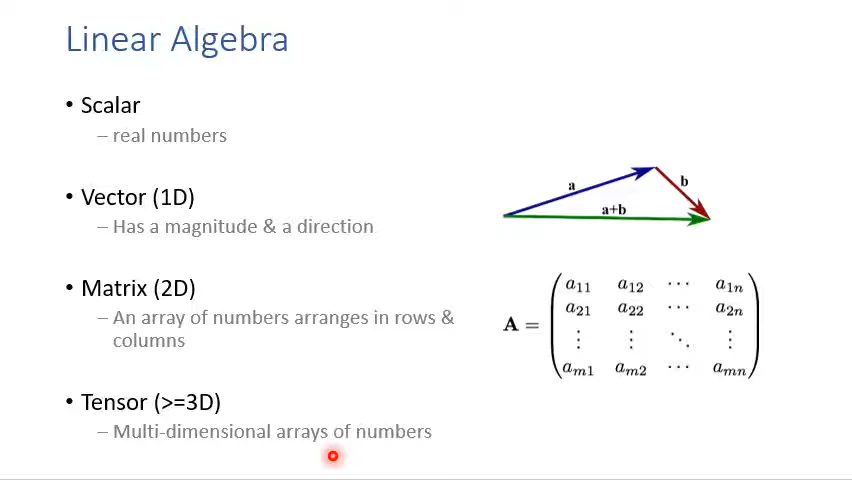 Linear Algebra
• Scalar
– real numbers
• Vector (1D)
– Has a magnitude & a direction
a
b
a+b
• Matrix (2D)
– An array of numbers arranges in rows &
columns
A =
a11 a12 ⋯ a1n
a21 a22 ⋯ a2n
⋮ ⋮ ⋱ ⋮
am1 am2 ⋯ amn
• Tensor (>=3D)
– Multi-dimensional arrays of numbers